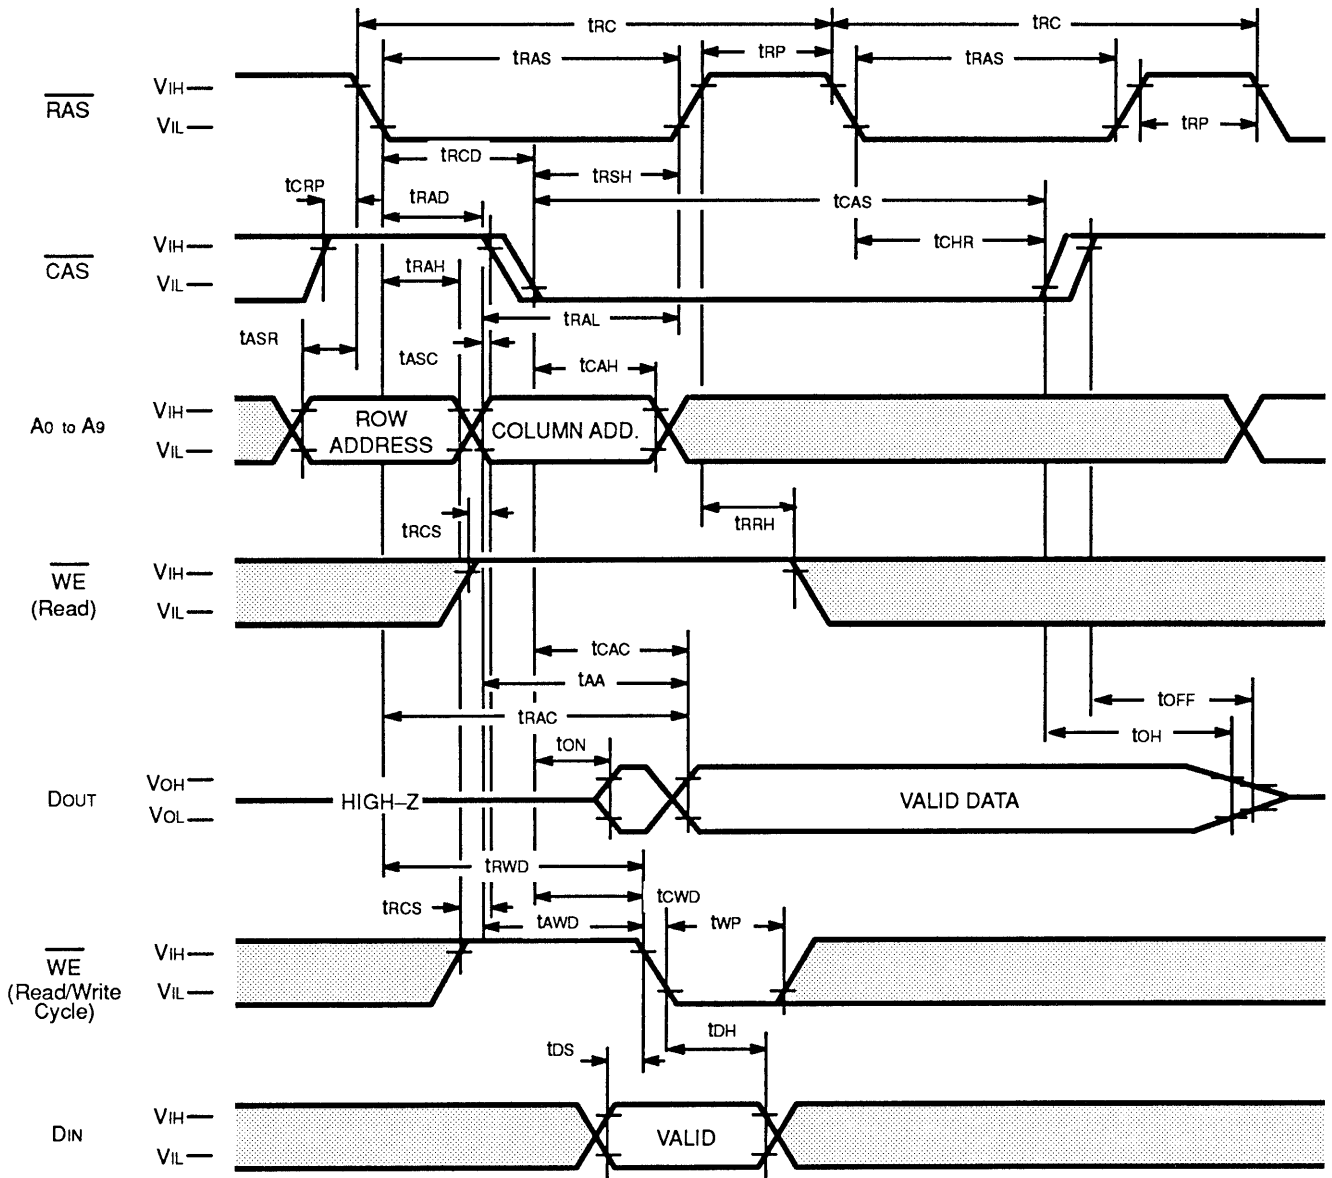 tRC tRC
tRAS tRP tRAS
RAS VIH
VIL tRP
tRCD
tRSH
tCRP tRAD tCAS
CAS VIH tCHR
tRAH
VIL
tRAL
tASR tASC tCAH
A0 to A9 VIH ROW ADDRESS COLUMN ADD.
VIL
tRCS tRRH
WE (Read) VIH
VIL
tCAC
tAA
tRAC tOFF
tON tOH
DOUT VOH HIGH–Z VALID DATA
VOL
tRWD
tRCS tCWD
tAWD tWP
WE (Read/Write Cycle) VIH
VIL
tDS tDH
DIN VIH VALID
VIL